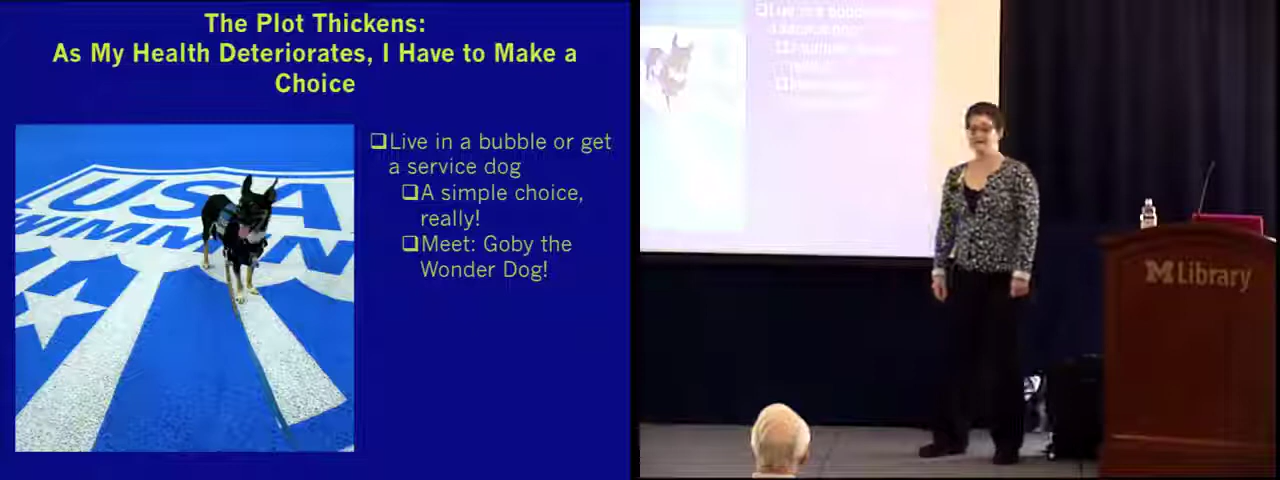 The Plot Thickens:
As My Health Deteriorates, I Have to Make a
Choice
❑Live in a bubble or get
a service dog
❑A simple choice,
really!
❑Meet: Goby the
Wonder Dog!
USA
SWIMMIN
M Library